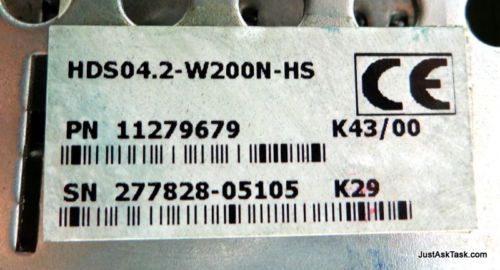 HDS04.2-W200N-HS
CE
PN 11279679 K43/00
SN 277828-05105 K29
JustAskTask.com